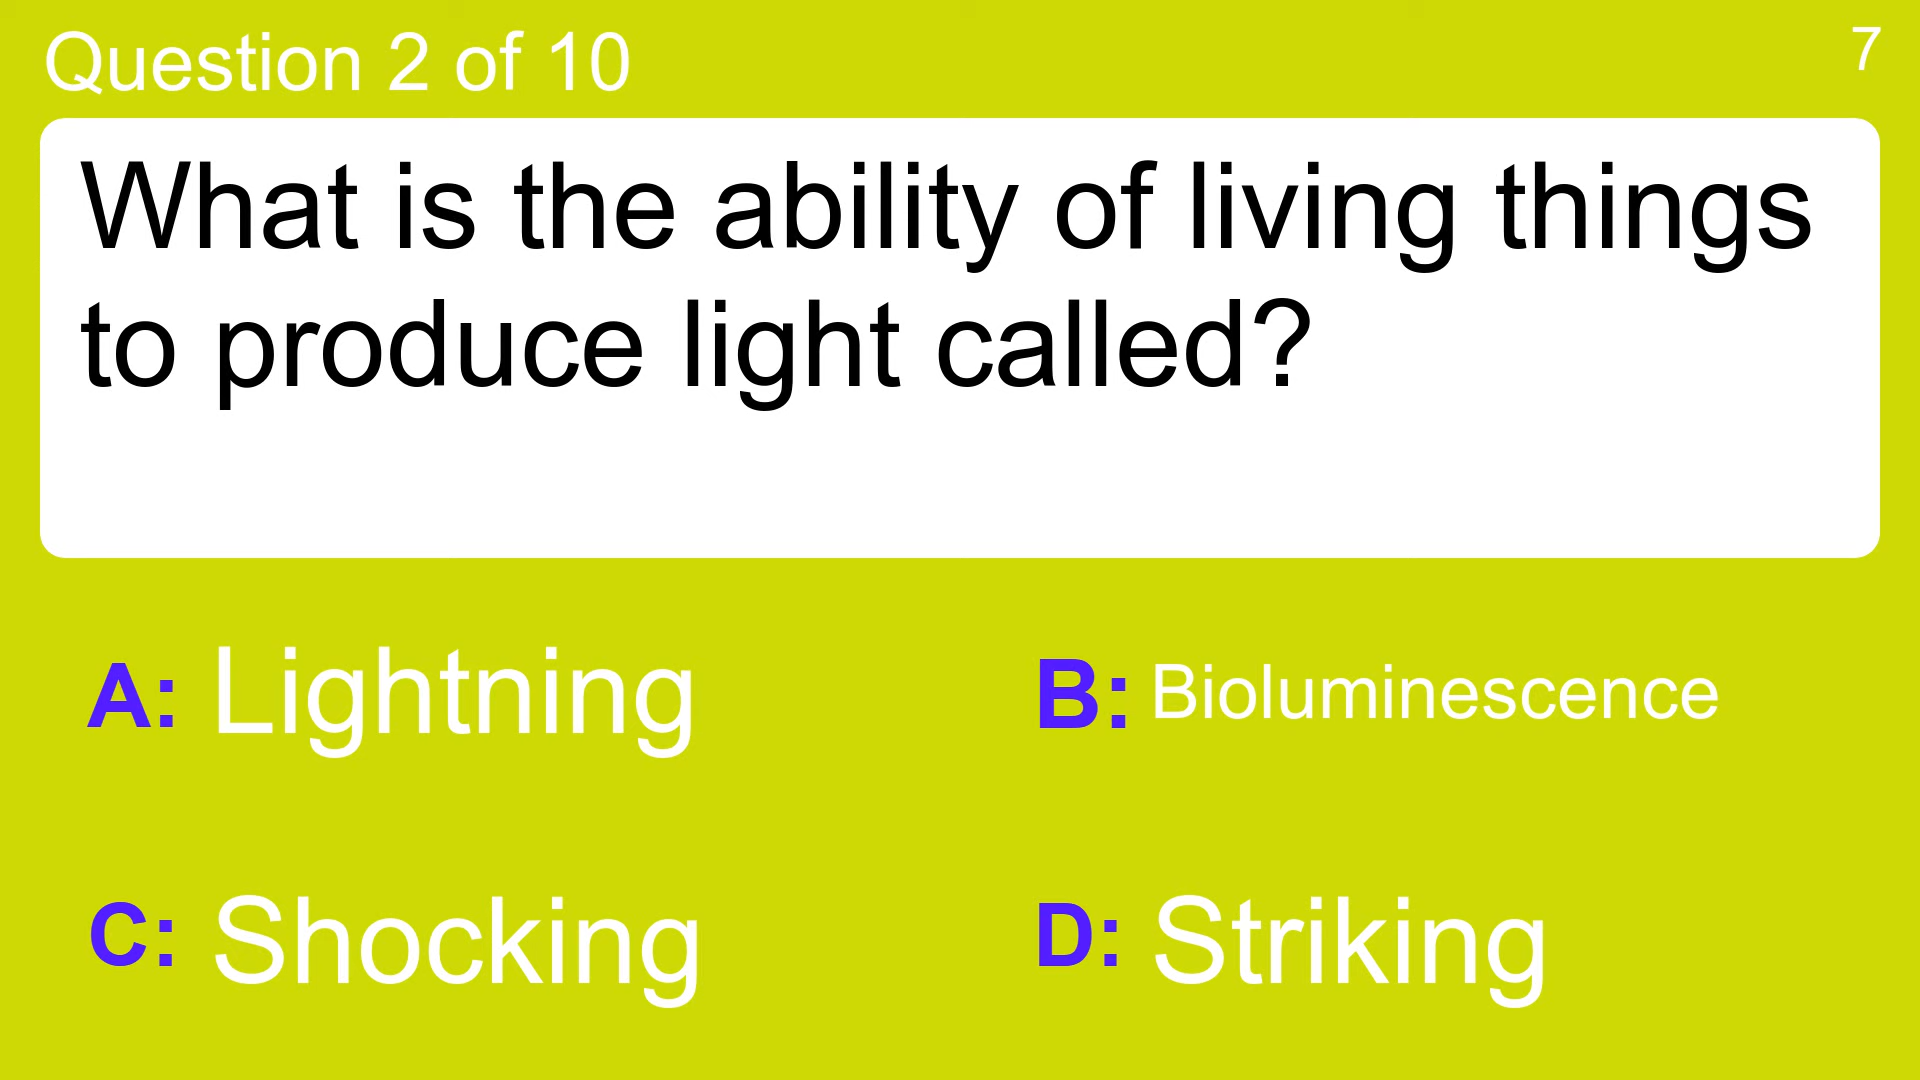 Question 2 of 10
7
What is the ability of living things
to produce light called?
A: Lightning
B: Bioluminescence
C: Shocking
D: Striking